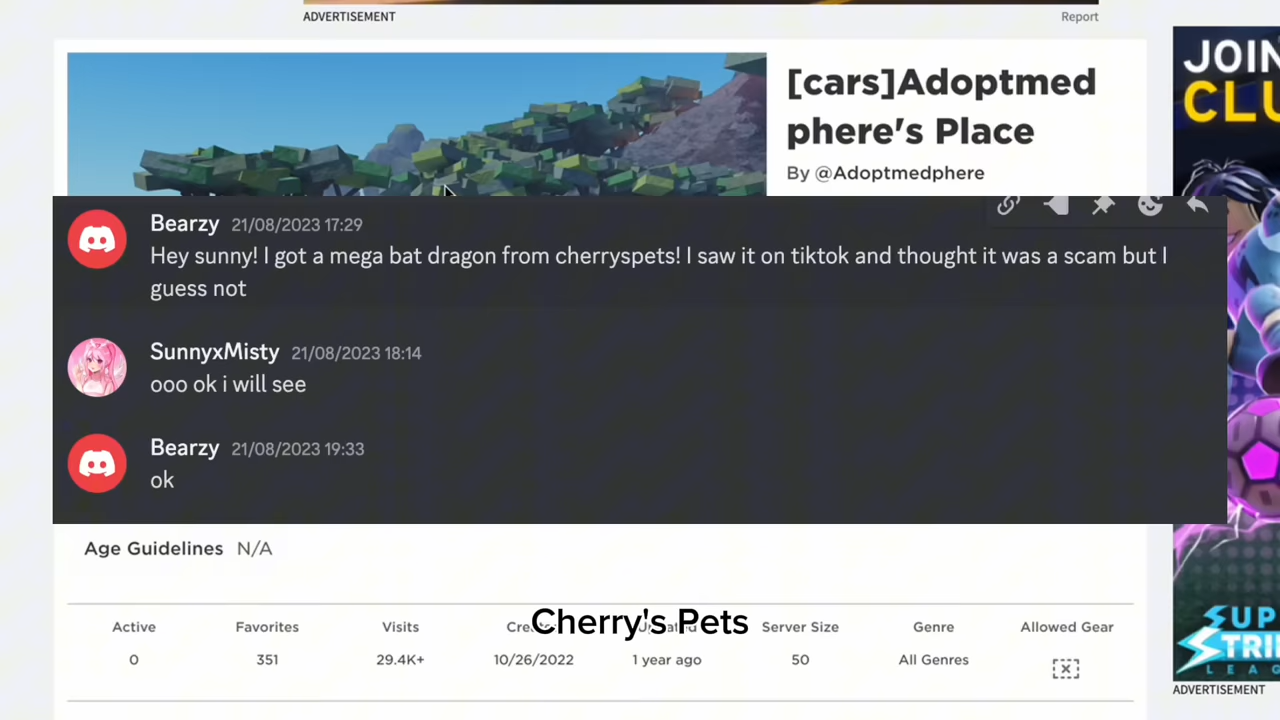 ADVERTISEMENT
Report
JOIN
CLU
[cars]Adoptmed
phere's Place
By @Adoptmedphere
Bearzy 21/08/2023 17:29
Hey sunny! I got a mega bat dragon from cherryspets! I saw it on tiktok and thought it was a scam but I
guess not
SunnyxMisty 21/08/2023 18:14
ooo ok i will see
Bearzy 21/08/2023 19:33
ok
Age Guidelines N/A
Cherry's Pets
Active Favorites Visits Server Size Genre Allowed Gear
0 351 29.4K+ 10/26/2022 1 year ago 50 All Genres
SUP
STRI
LEAG
ADVERTISEMENT